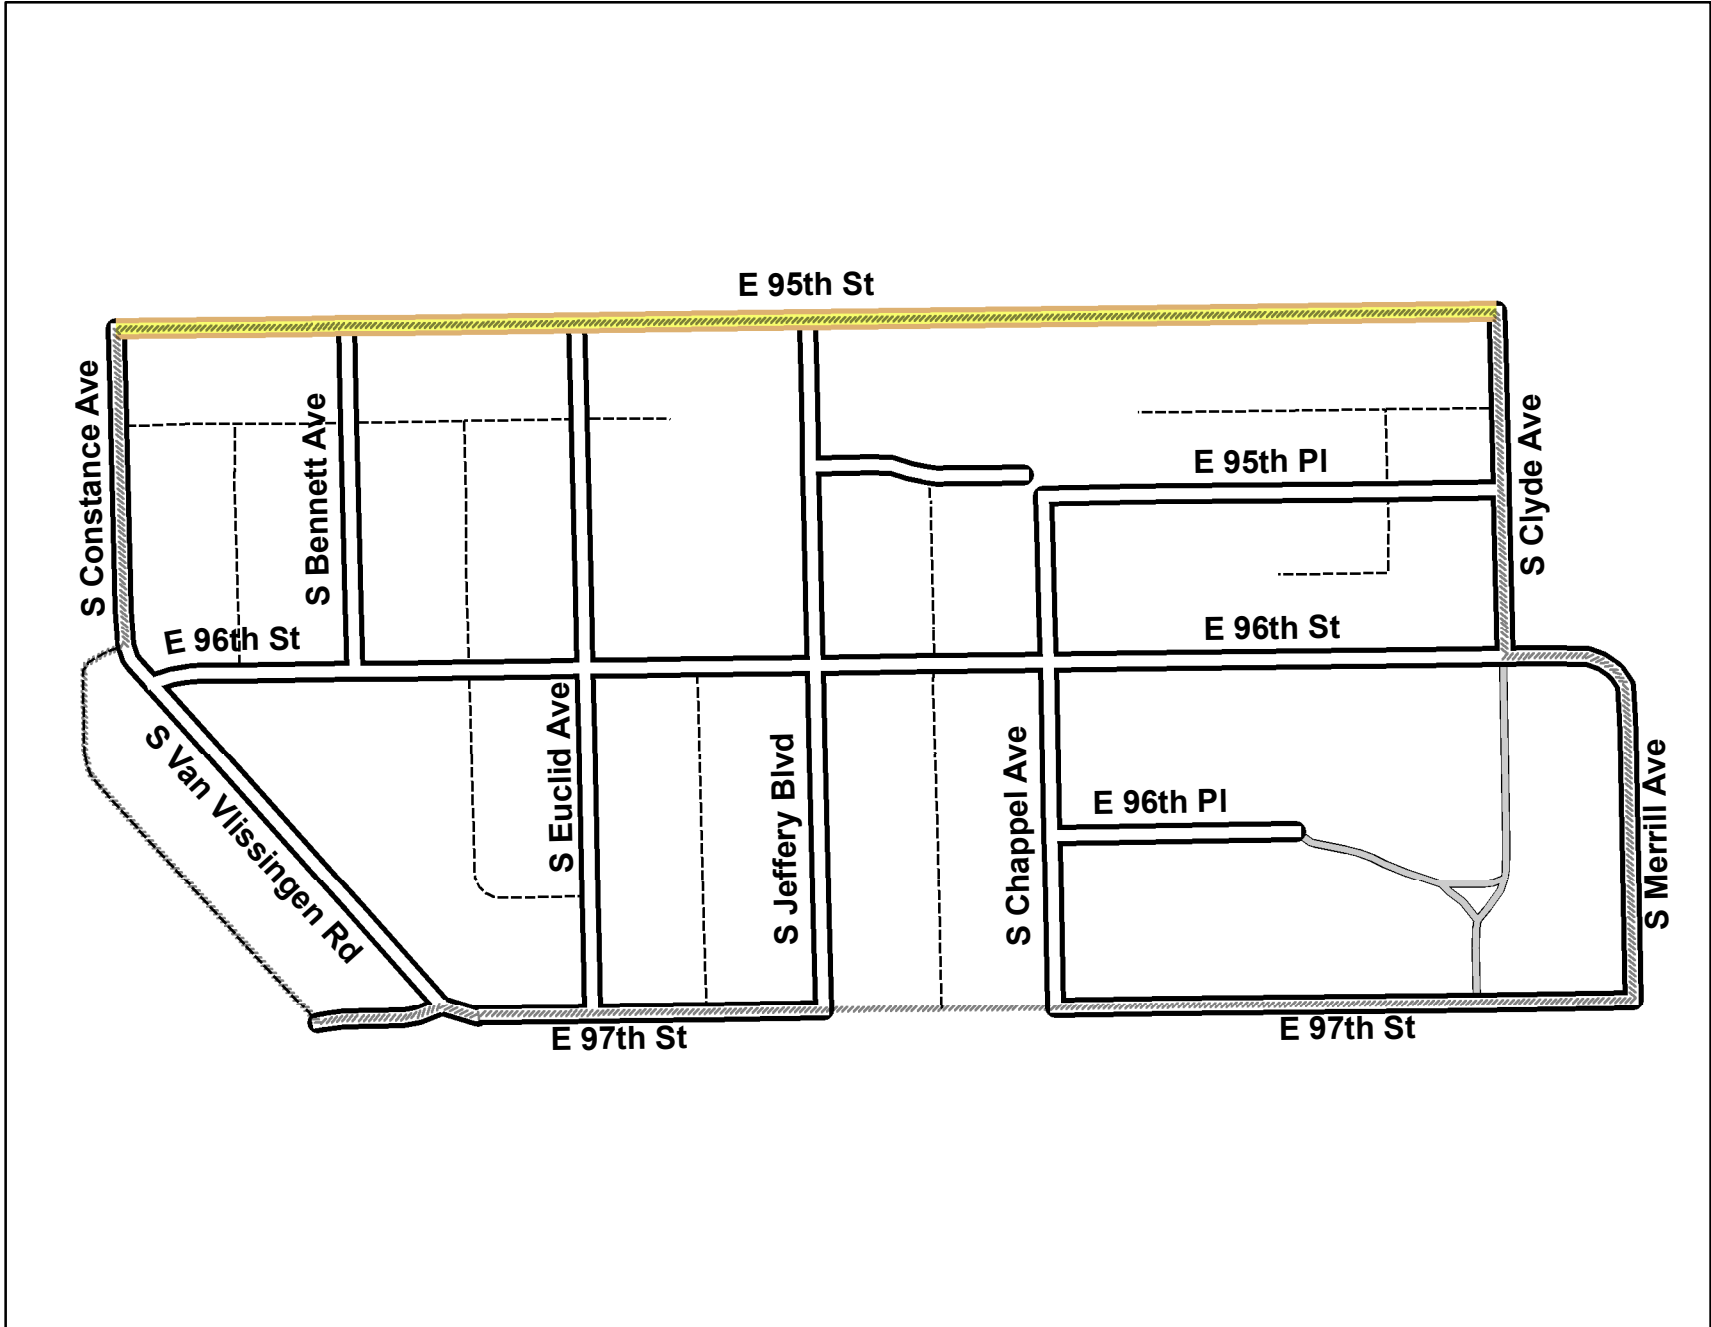 E 95th St
S Constance Ave
S Bennett Ave
E 95th Pl
S Clyde Ave
E 96th St
E 96th St
S Van Vlissingen Rd
S Euclid Ave
S Jeffery Blvd
S Chappel Ave
E 96th Pl
S Merrill Ave
E 97th St
E 97th St